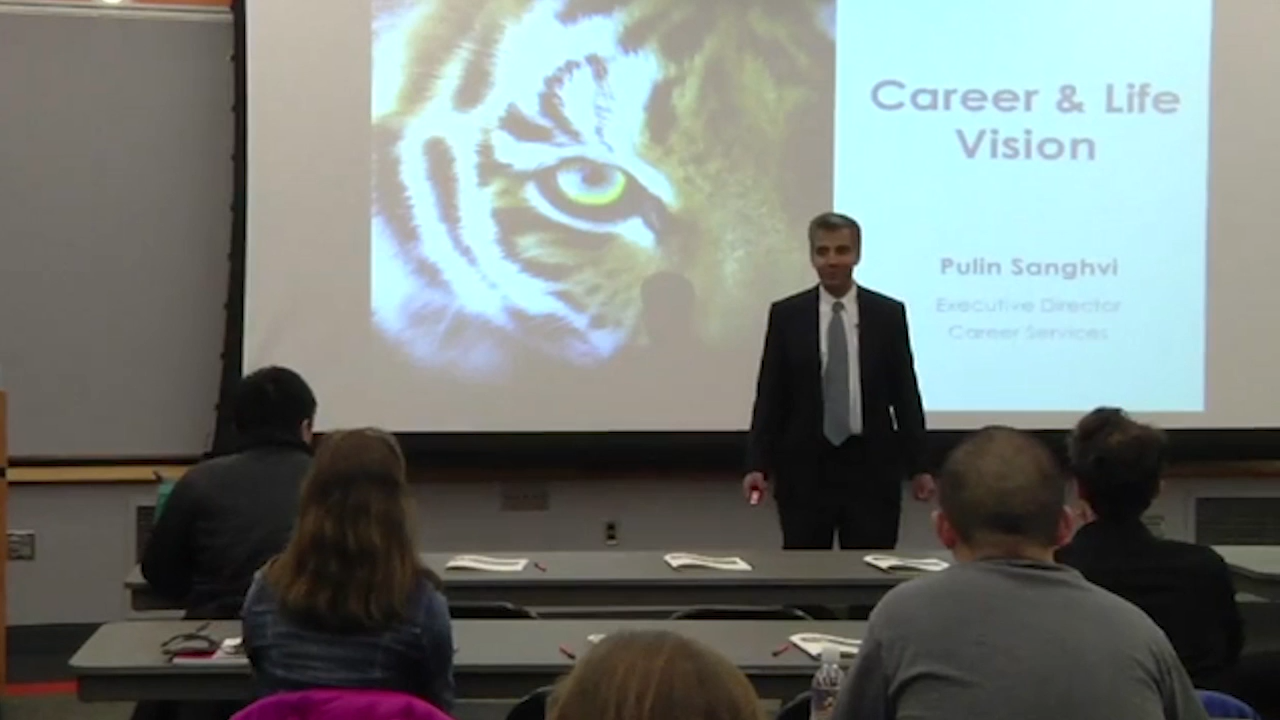 Career & Life
Vision
Pulin Sanghvi
Executive Director
Career Services